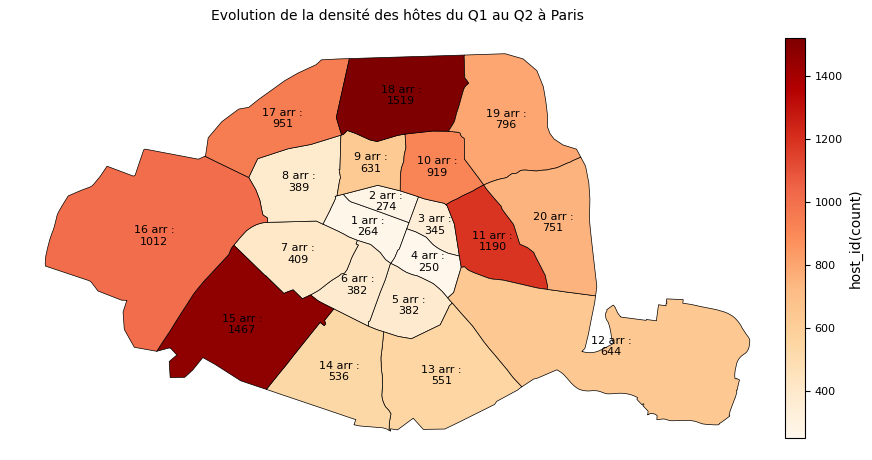 Evolution de la densité des hôtes du Q1 au Q2 à Paris
18 arr :
1519
17 arr :
951
19 arr :
796
9 arr :
631
10 arr :
919
8 arr :
389
2 arr :
274
1 arr :
264
3 arr :
345
20 arr :
751
16 arr :
1012
11 arr :
1190
7 arr :
409
4 arr :
250
6 arr :
382
5 arr :
382
15 arr :
1467
12 arr :
644
14 arr :
536
13 arr :
551
1400
1200
1000
800
600
400
host_id(count)